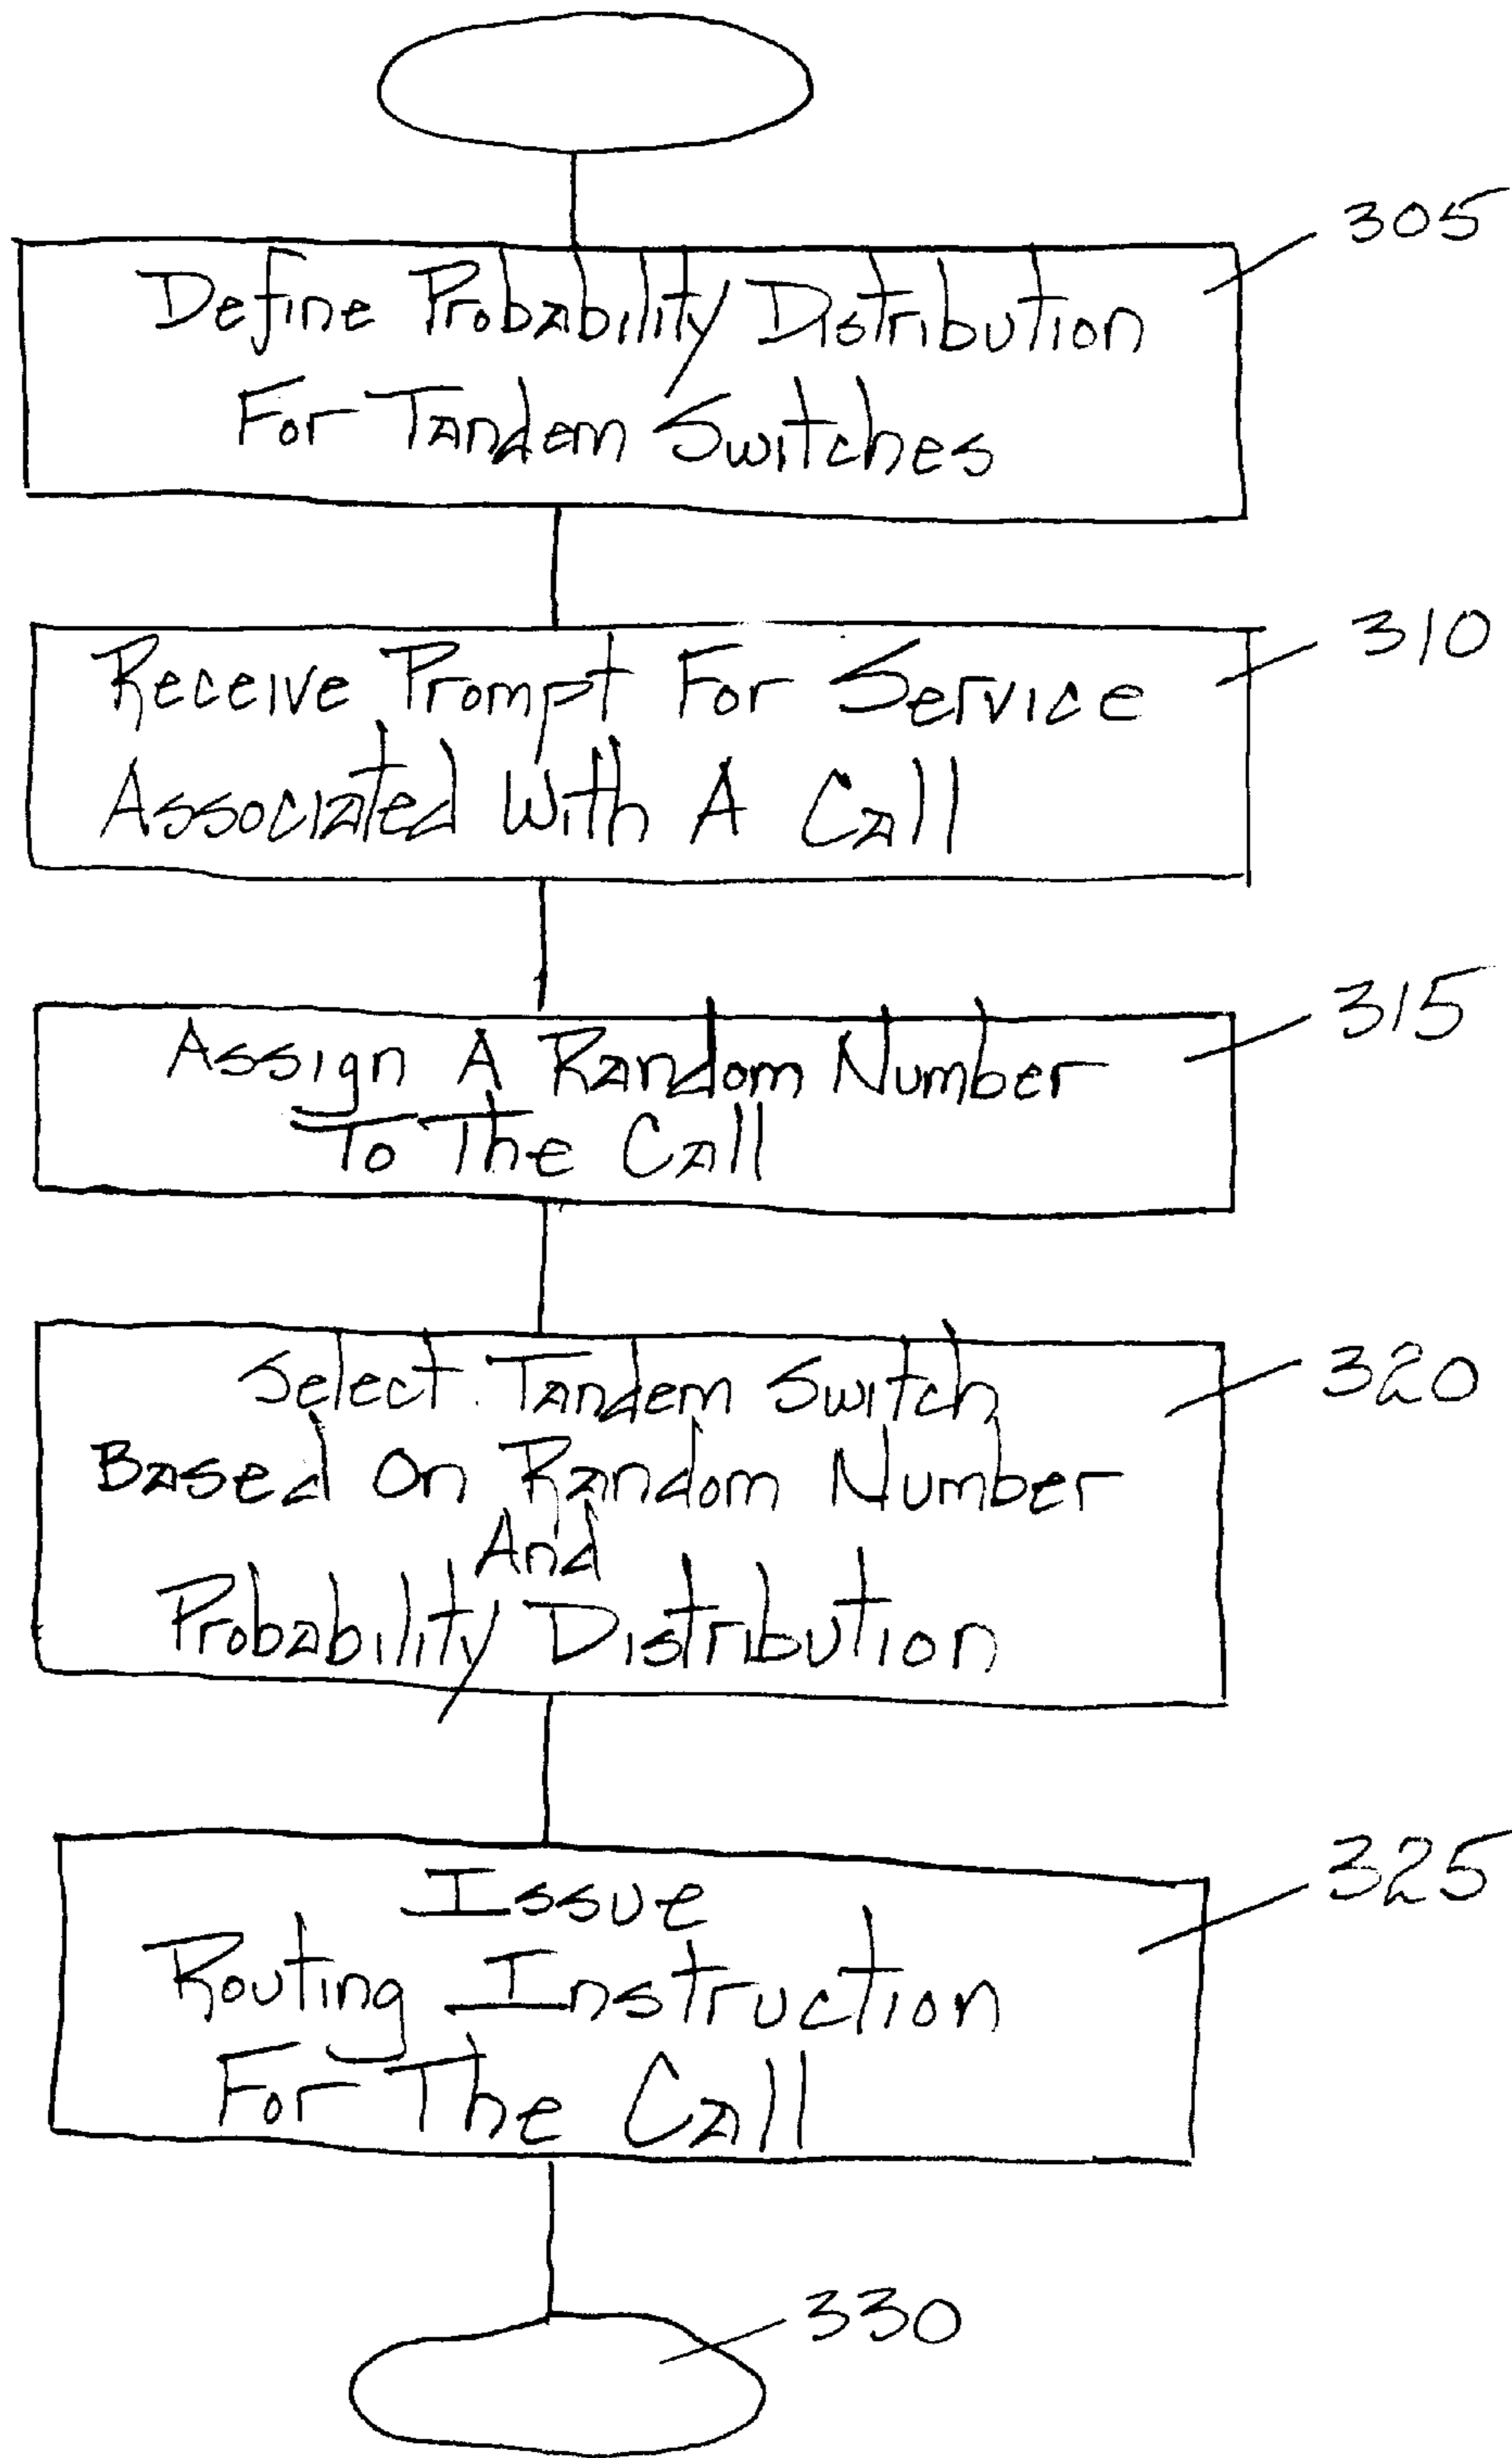 305
Define Probability Distribution
For Tandem Switches
310
Receive Prompt For Service
Associated With A Call
315
Assign A Random Number
To The Call
320
Select Tandem Switch
Based On Random Number
And
Probability Distribution
325
Issue
Routing Instruction
For The Call
330